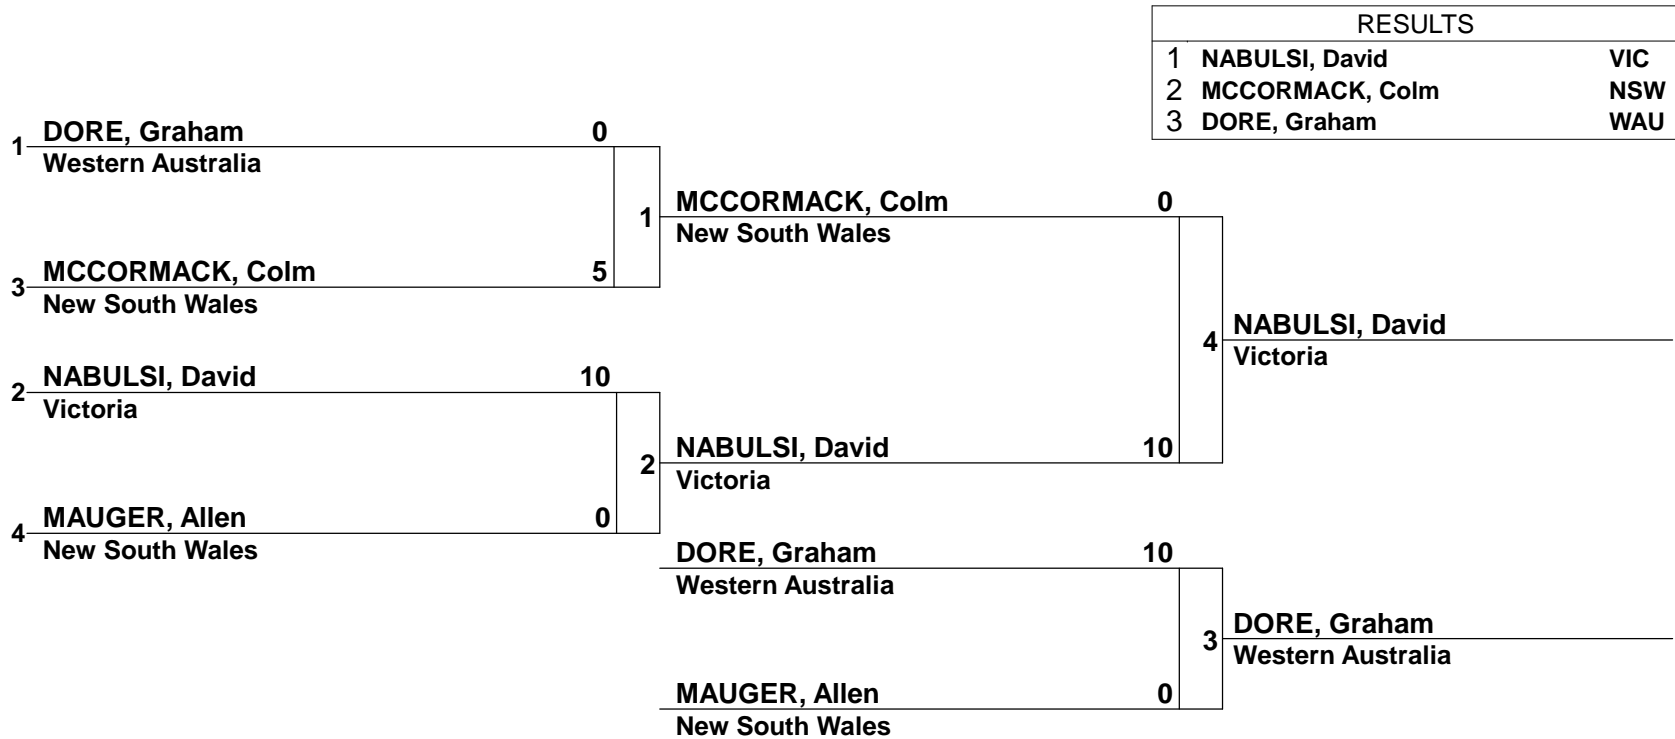 RESULTS
1 NABULSI, David VIC
2 MCCORMACK, Colm NSW
3 DORE, Graham WAU
DORE, Graham 0
1
Western Australia
MCCORMACK, Colm 0
1
New South Wales
MCCORMACK, Colm 5
3
New South Wales
NABULSI, David
4
Victoria
NABULSI, David 10
2
Victoria
NABULSI, David 10
2
Victoria
MAUGER, Allen 0
4
New South Wales
DORE, Graham 10
Western Australia
DORE, Graham
3
Western Australia
MAUGER, Allen 0
New South Wales